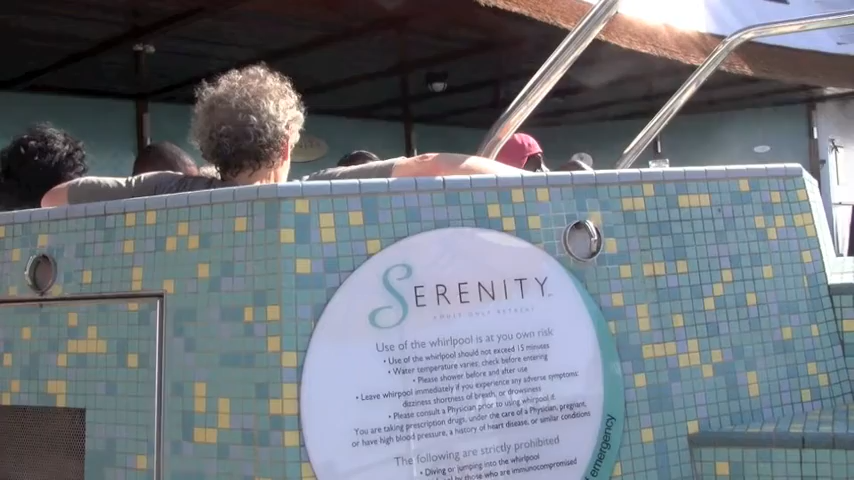 SERENITY
ADULT ONLY RETREAT
Use of the whirlpool is at your own risk
• Use of the whirlpool should not exceed 15 minutes
• Water temperature varies, check before entering
• Please shower before and after use
• Leave whirlpool immediately if you experience any adverse symptoms
dizziness shortness of breath, or drowsiness
• Please consult a Physician prior to using whirlpool if
You are taking prescription drugs, under the care of a Physician, pregnant,
or have high blood pressure, a history of heart disease, or similar conditions
The following are strictly prohibited
• Diving or jumping into the whirlpool
by those who are immunocompromised
emergency